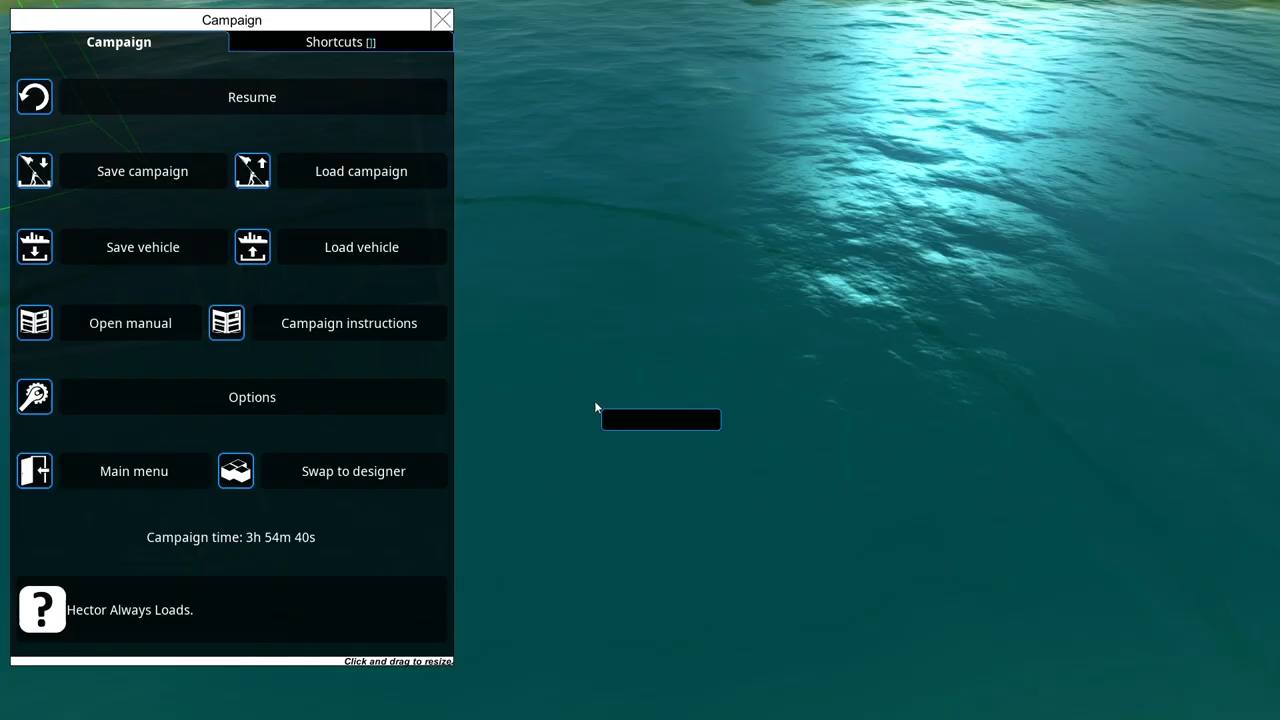 Campaign
Campaign
Shortcuts []]
Resume
Save campaign
Load campaign
Save vehicle
Load vehicle
Open manual
Campaign instructions
Options
Main menu
Swap to designer
Campaign time: 3h 54m 40s
?
Hector Always Loads.
Click and drag to resize